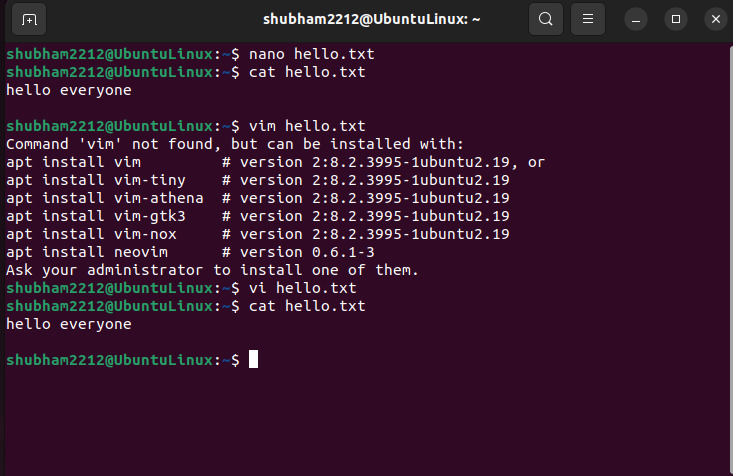 shubham2212@UbuntuLinux: ~
shubham2212@UbuntuLinux:~$ nano hello.txt
shubham2212@UbuntuLinux:~$ cat hello.txt
hello everyone
shubham2212@UbuntuLinux:~$ vim hello.txt
Command 'vim' not found, but can be installed with:
apt install vim         # version 2:8.2.3995-1ubuntu2.19, or
apt install vim-tiny    # version 2:8.2.3995-1ubuntu2.19
apt install vim-athena  # version 2:8.2.3995-1ubuntu2.19
apt install vim-gtk3    # version 2:8.2.3995-1ubuntu2.19
apt install vim-nox     # version 2:8.2.3995-1ubuntu2.19
apt install neovim      # version 0.6.1-3
Ask your administrator to install one of them.
shubham2212@UbuntuLinux:~$ vi hello.txt
shubham2212@UbuntuLinux:~$ cat hello.txt
hello everyone
shubham2212@UbuntuLinux:~$